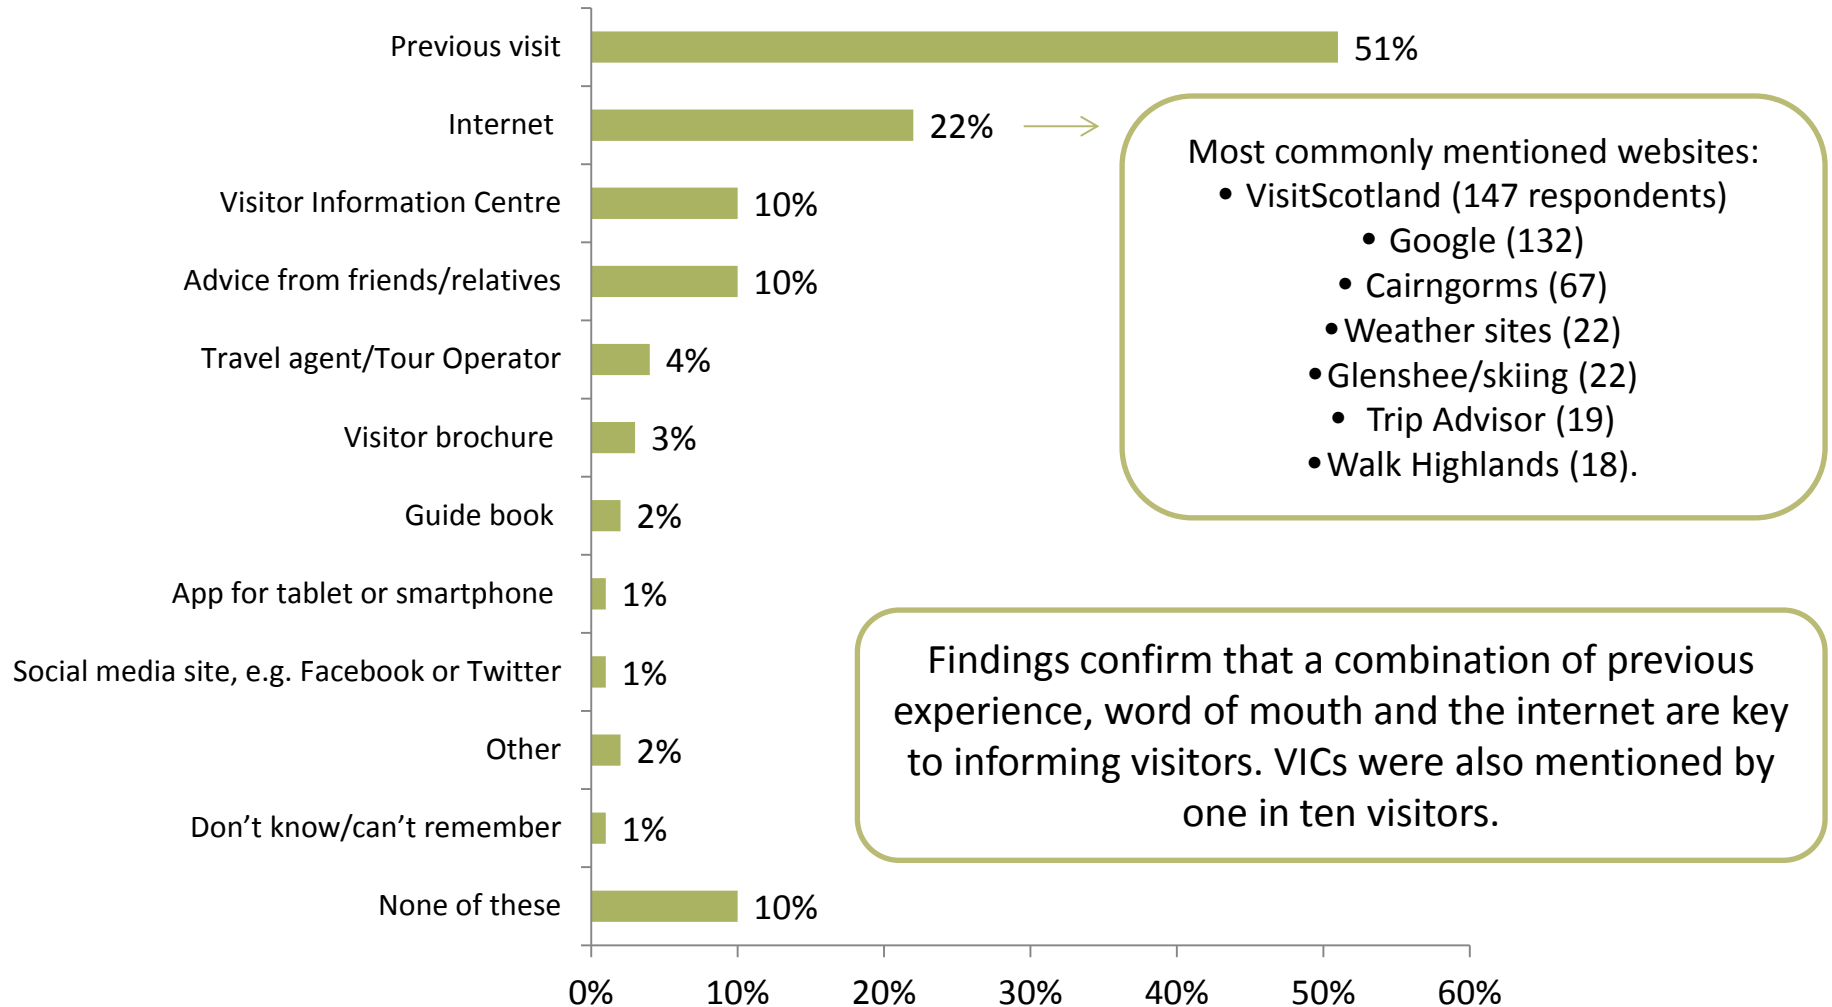 Previous visit 51%
Internet 22%
Visitor Information Centre 10%
Advice from friends/relatives 10%
Travel agent/Tour Operator 4%
Visitor brochure 3%
Guide book 2%
App for tablet or smartphone 1%
Social media site, e.g. Facebook or Twitter 1%
Other 2%
Don’t know/can’t remember 1%
None of these 10%
0% 10% 20% 30% 40% 50% 60%
Most commonly mentioned websites:
• VisitScotland (147 respondents)
• Google (132)
• Cairngorms (67)
• Weather sites (22)
• Glenshee/skiing (22)
• Trip Advisor (19)
• Walk Highlands (18).
Findings confirm that a combination of previous
experience, word of mouth and the internet are key
to informing visitors. VICs were also mentioned by
one in ten visitors.